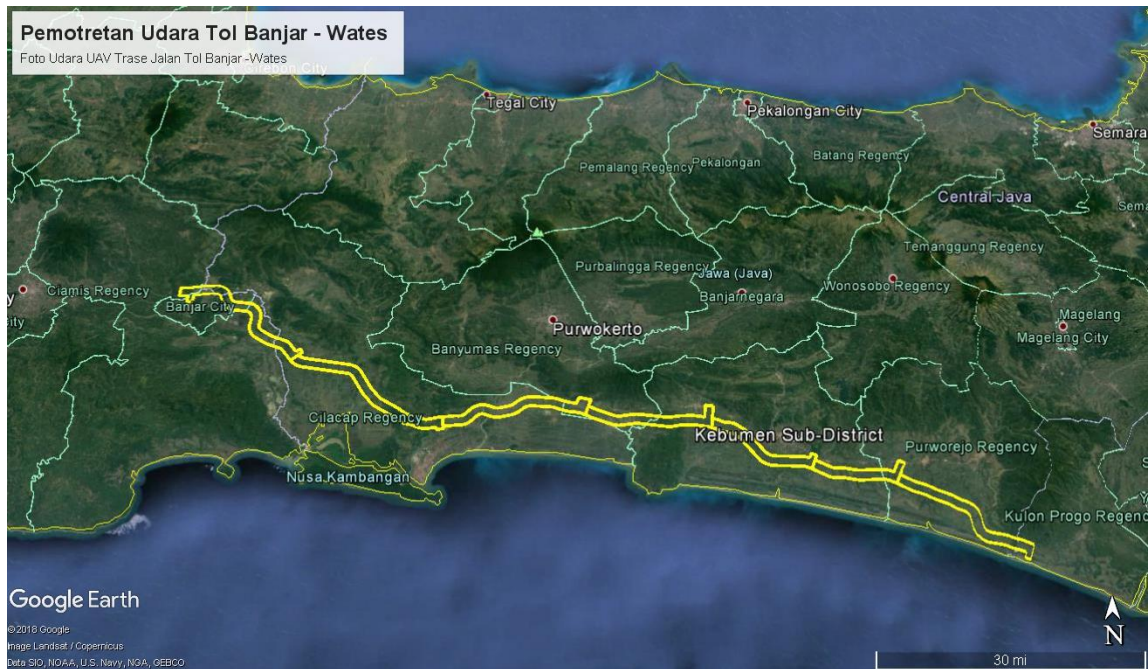 Pemotretan Udara Tol Banjar - Wates
Foto Udara UAV Trase Jalan Tol Banjar -Wates
City
Tegal City
Pekalongan City
Semara
Pemalang Regency
Pekalongan
Batang Regency
Central Java
Sema
Temanggung Regency
Purbalingga Regency
Jawa (Java)
y
Ciamis Regency
Banjarnegara
Wonosobo Regency
City
Banjar City
Magelang
Purwokerto
Magelang City
Banyumas Regency
Cilacap Regency
Kebumen Sub-District
Purworejo Regency
Nusa Kambangan
Kulon Progo Regenc
Google Earth
©2018 Google
Image Landsat / Copernicus
Data SIO, NOAA, U.S. Navy, NGA, GEBCO
N
30 mi